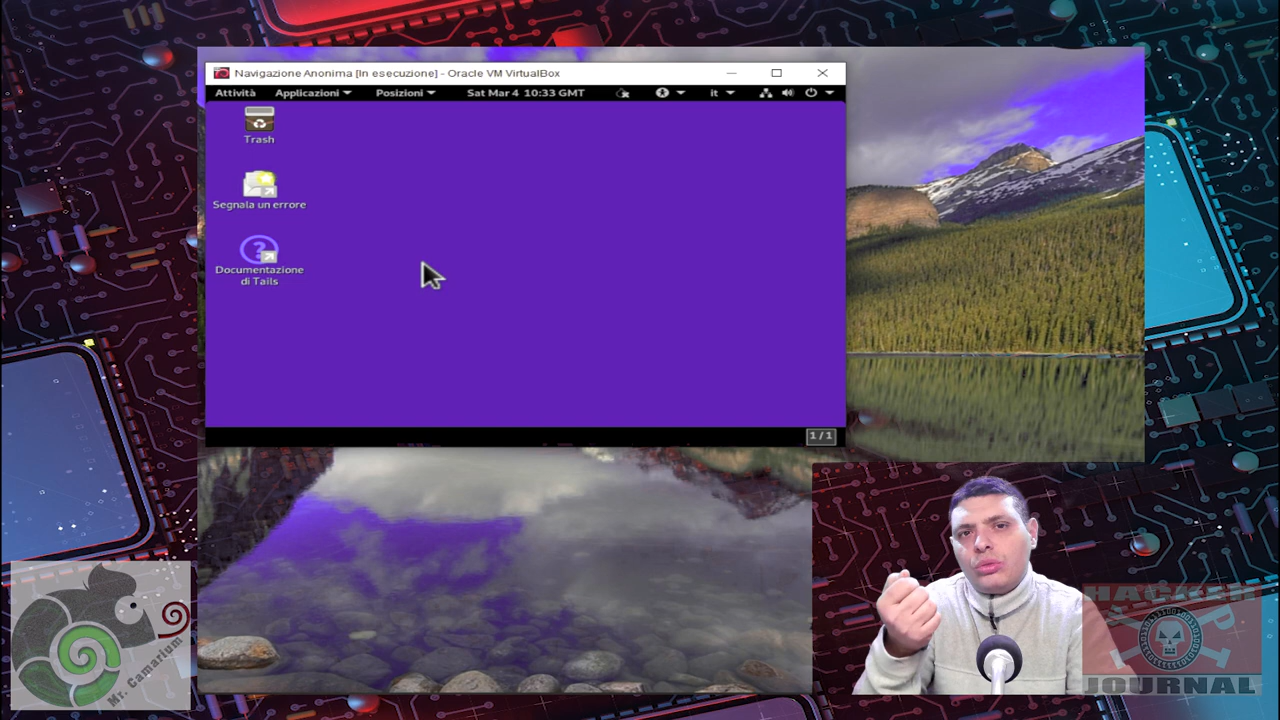 Navigazione Anonima [In esecuzione] - Oracle VM VirtualBox
Attività Applicazioni Posizioni Sat Mar 4 10:33 GMT it
Trash
Segnala un errore
Documentazione
di Tails
1 / 1
Mr. Camarium
HACKER
JOURNAL